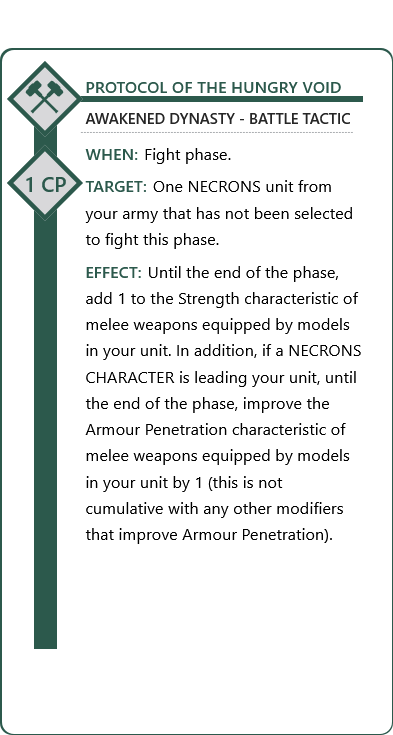 PROTOCOL OF THE HUNGRY VOID
AWAKENED DYNASTY - BATTLE TACTIC
WHEN: Fight phase.
1 CP
TARGET: One NECRONS unit from
your army that has not been selected
to fight this phase.
EFFECT: Until the end of the phase,
add 1 to the Strength characteristic of
melee weapons equipped by models
in your unit. In addition, if a NECRONS
CHARACTER is leading your unit, until
the end of the phase, improve the
Armour Penetration characteristic of
melee weapons equipped by models
in your unit by 1 (this is not
cumulative with any other modifiers
that improve Armour Penetration).